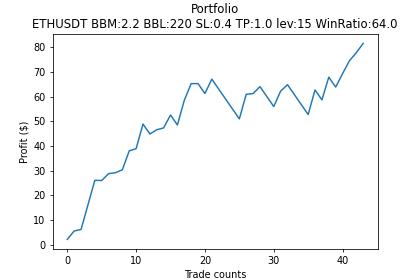 Portfolio
ETHUSDT BBM:2.2 BBL:220 SL:0.4 TP:1.0 lev:15 WinRatio:64.0
80
70
60
50
40
30
20
10
0
Profit ($)
0 10 20 30 40
Trade counts